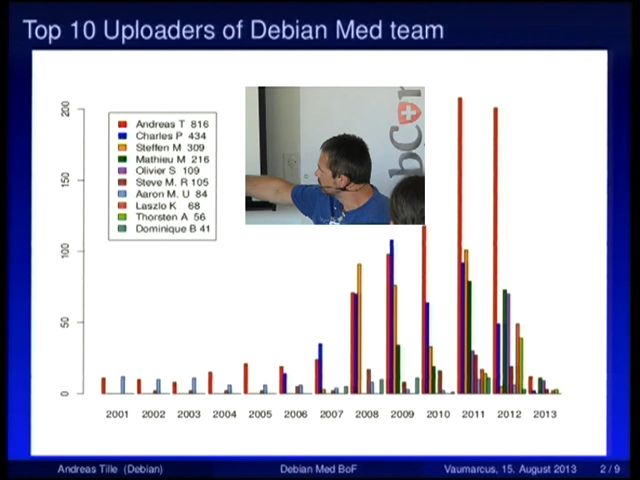 Top 10 Uploaders of Debian Med team
Andreas T 816
Charles P 434
Steffen M 309
Mathieu M 216
Olivier S 109
Steve M. R 105
Aaron M. U 84
Laszlo K 68
Thorsten A 56
Dominique B 41
bCon
200
150
100
50
0
2001 2002 2003 2004 2005 2006 2007 2008 2009 2010 2011 2012 2013
Andreas Tille (Debian) Debian Med BoF Vaumarcus, 15. August 2013 2 / 9